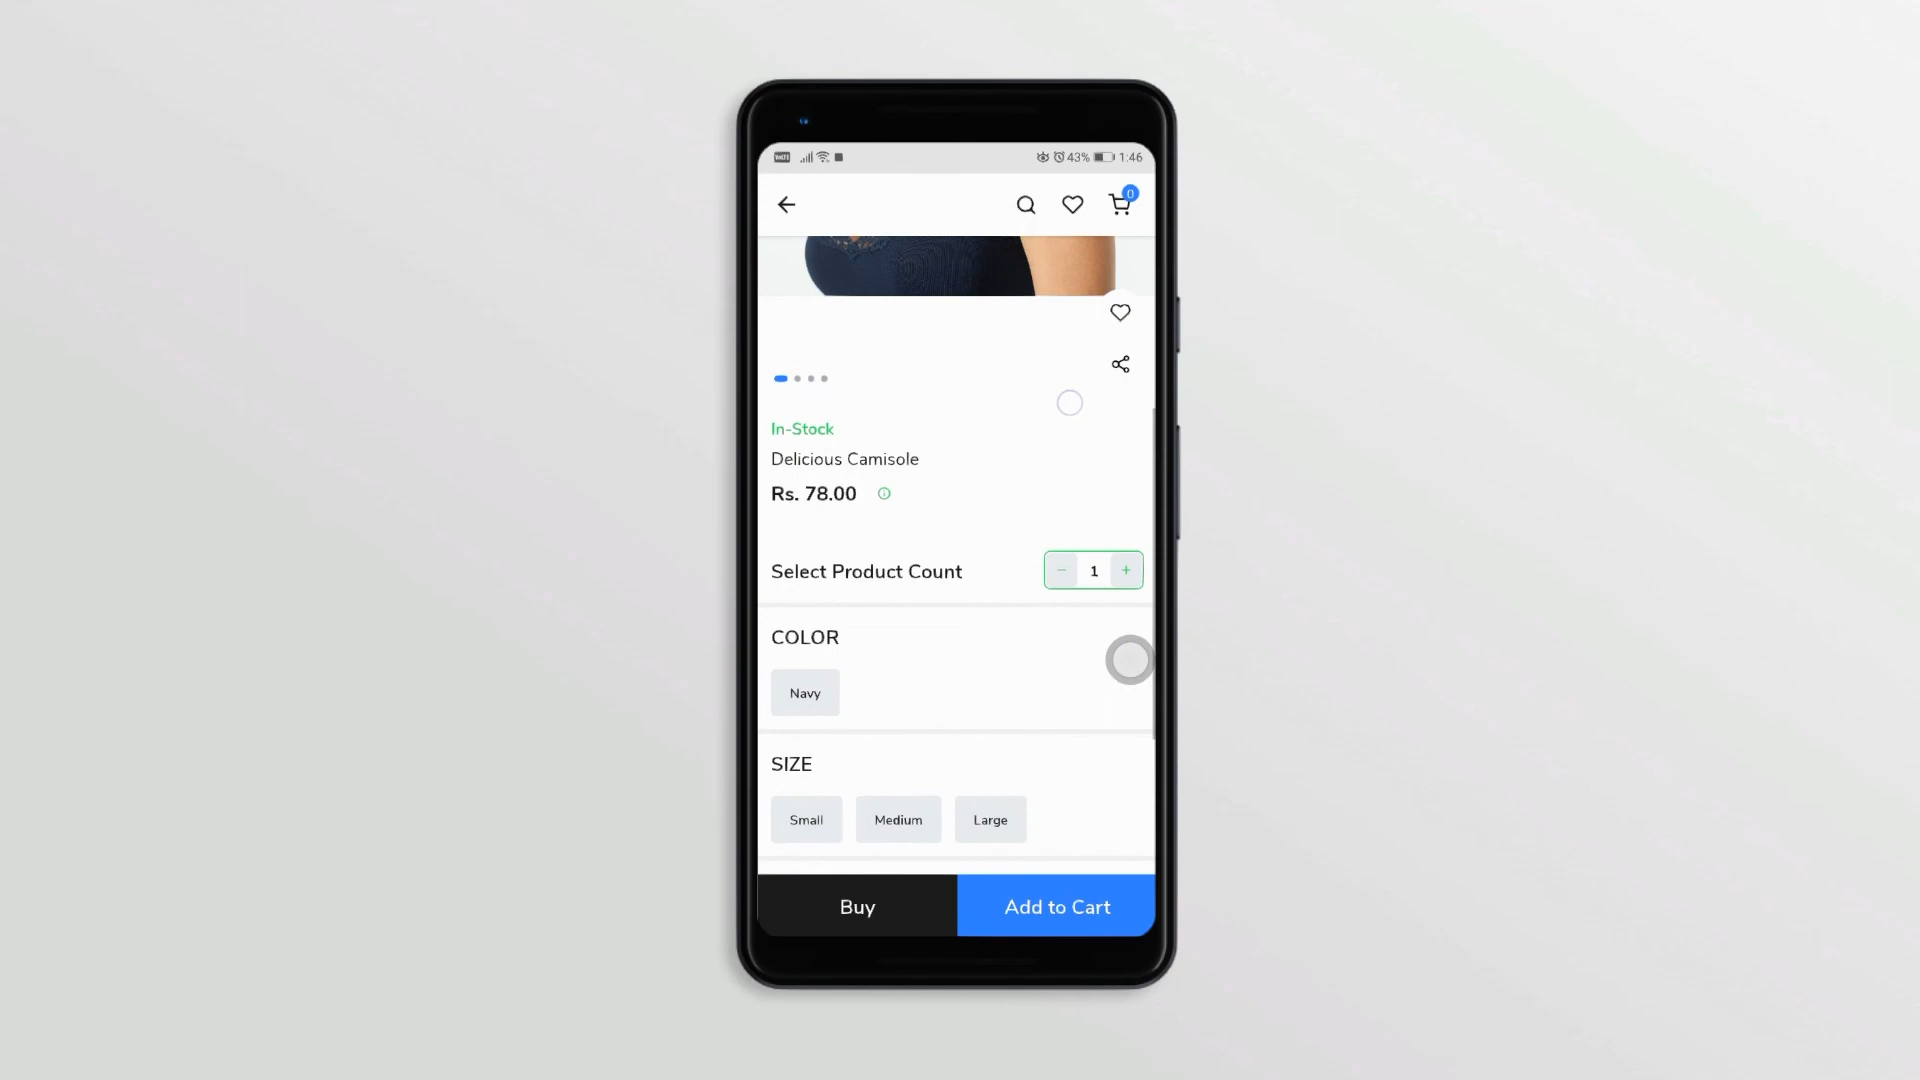 VoLTE
43%
1:46
0
In-Stock
Delicious Camisole
Rs. 78.00
Select Product Count
− 1 +
COLOR
Navy
SIZE
Small Medium Large
Buy Add to Cart